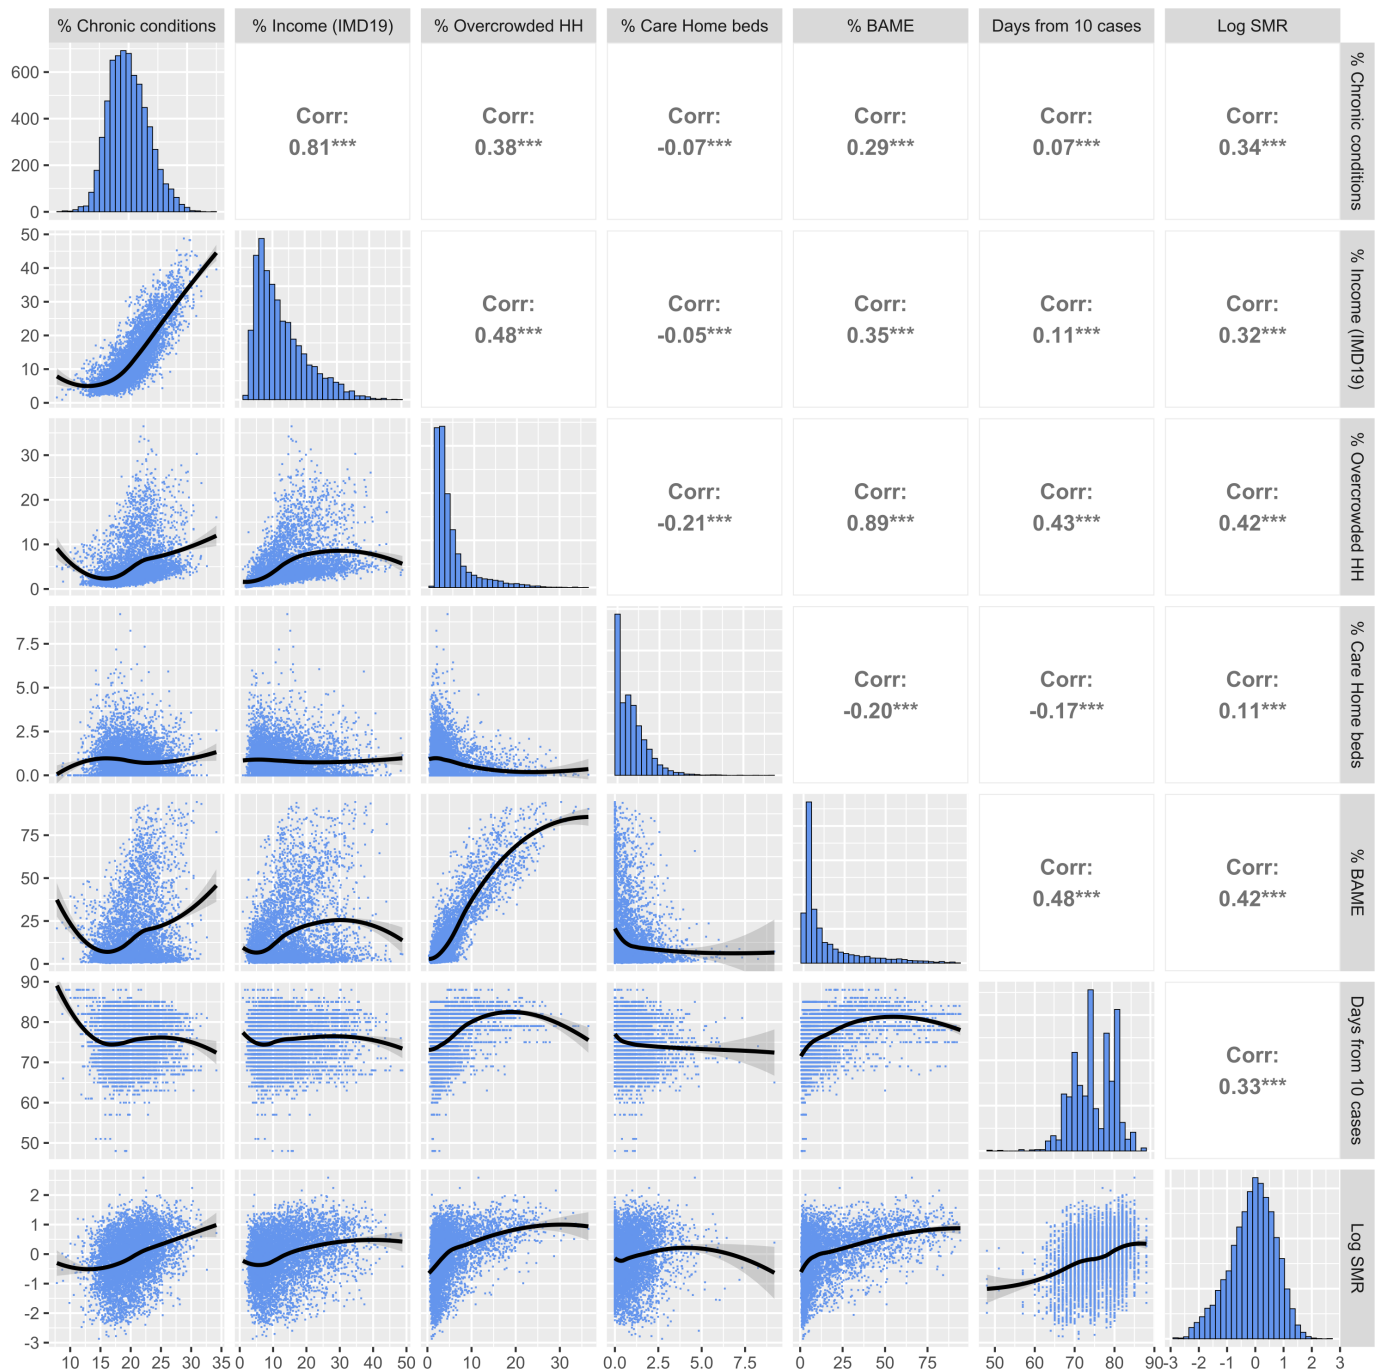 % Chronic conditions
% Income (IMD19)
% Overcrowded HH
% Care Home beds
% BAME
Days from 10 cases
Log SMR
600
400
200
0
Corr:
0.81***
Corr:
0.38***
Corr:
-0.07***
Corr:
0.29***
Corr:
0.07***
Corr:
0.34***
% Chronic conditions
50
40
30
20
10
0
Corr:
0.48***
Corr:
-0.05***
Corr:
0.35***
Corr:
0.11***
Corr:
0.32***
% Income (IMD19)
30
20
10
0
Corr:
-0.21***
Corr:
0.89***
Corr:
0.43***
Corr:
0.42***
% Overcrowded HH
7.5
5.0
2.5
0.0
Corr:
-0.20***
Corr:
-0.17***
Corr:
0.11***
% Care Home beds
75
50
25
0
Corr:
0.48***
Corr:
0.42***
% BAME
90
80
70
60
50
Corr:
0.33***
Days from 10 cases
2
1
0
-1
-2
-3
Log SMR
10 15 20 25 30 35
0 10 20 30 40 50
0 10 20 30
0.0 2.5 5.0 7.5
0 25 50 75
50 60 70 80 90
-3 -2 -1 0 1 2 3